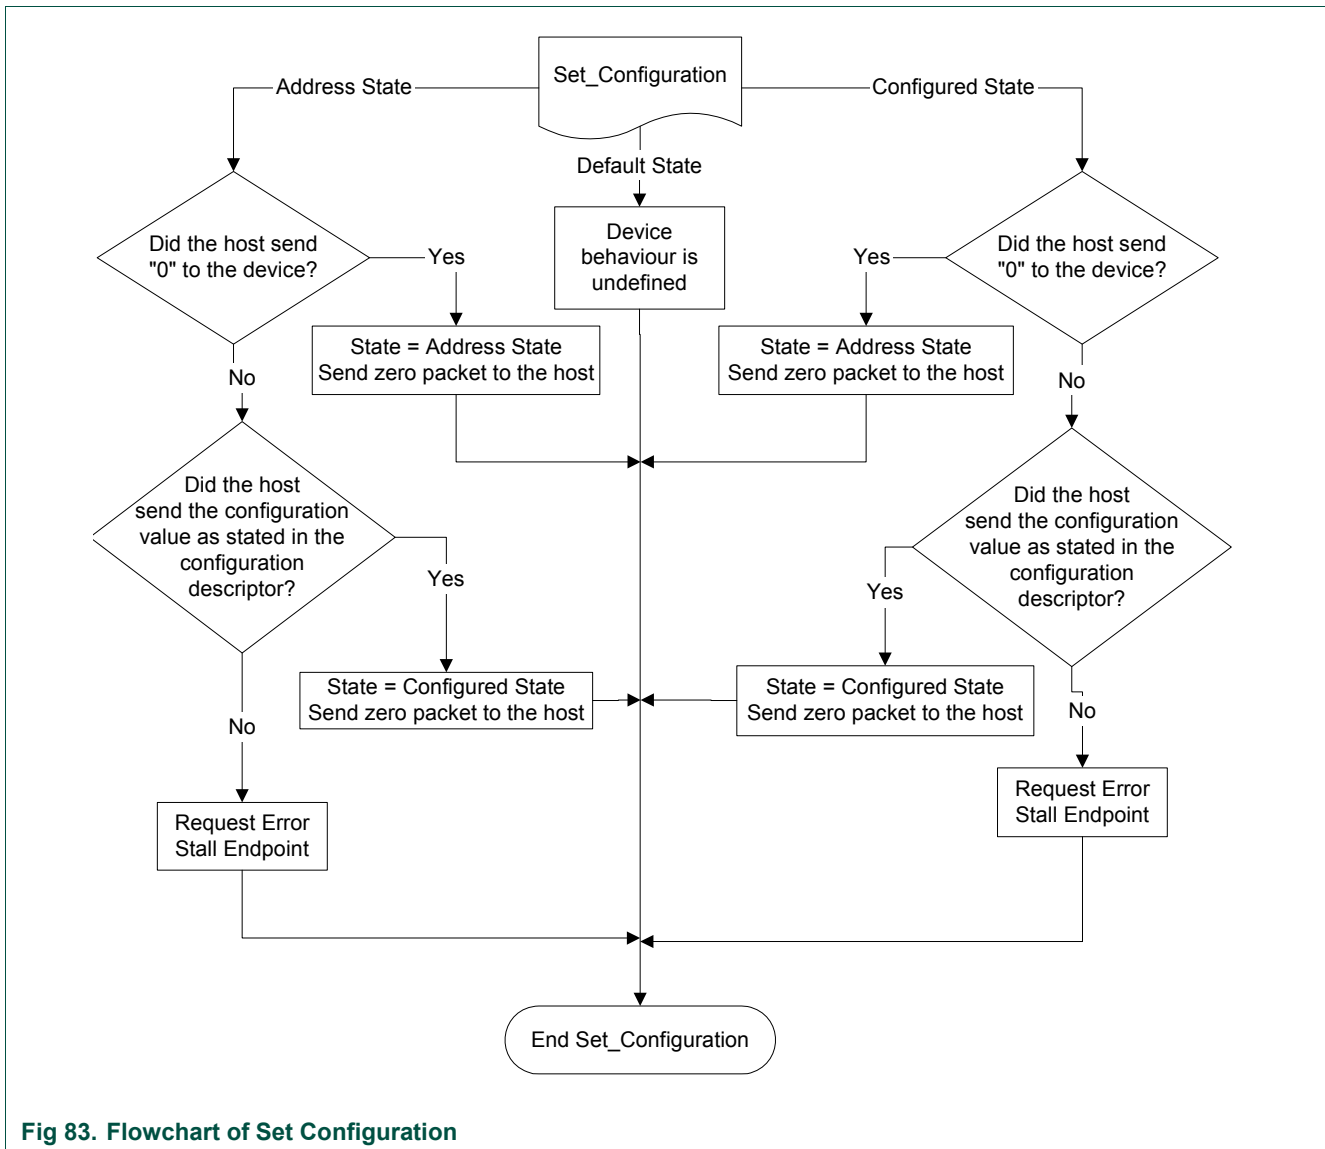 Set_Configuration
Address State
Configured State
Default State
Did the host send
"0" to the device?
Yes
Device
behaviour is
undefined
Yes
Did the host send
"0" to the device?
State = Address State
Send zero packet to the host
State = Address State
Send zero packet to the host
No
No
Did the host
send the configuration
value as stated in the
configuration
descriptor?
Yes
Did the host
send the configuration
value as stated in the
configuration
descriptor?
Yes
State = Configured State
Send zero packet to the host
State = Configured State
Send zero packet to the host
No
No
Request Error
Stall Endpoint
Request Error
Stall Endpoint
End Set_Configuration
Fig 83. Flowchart of Set Configuration